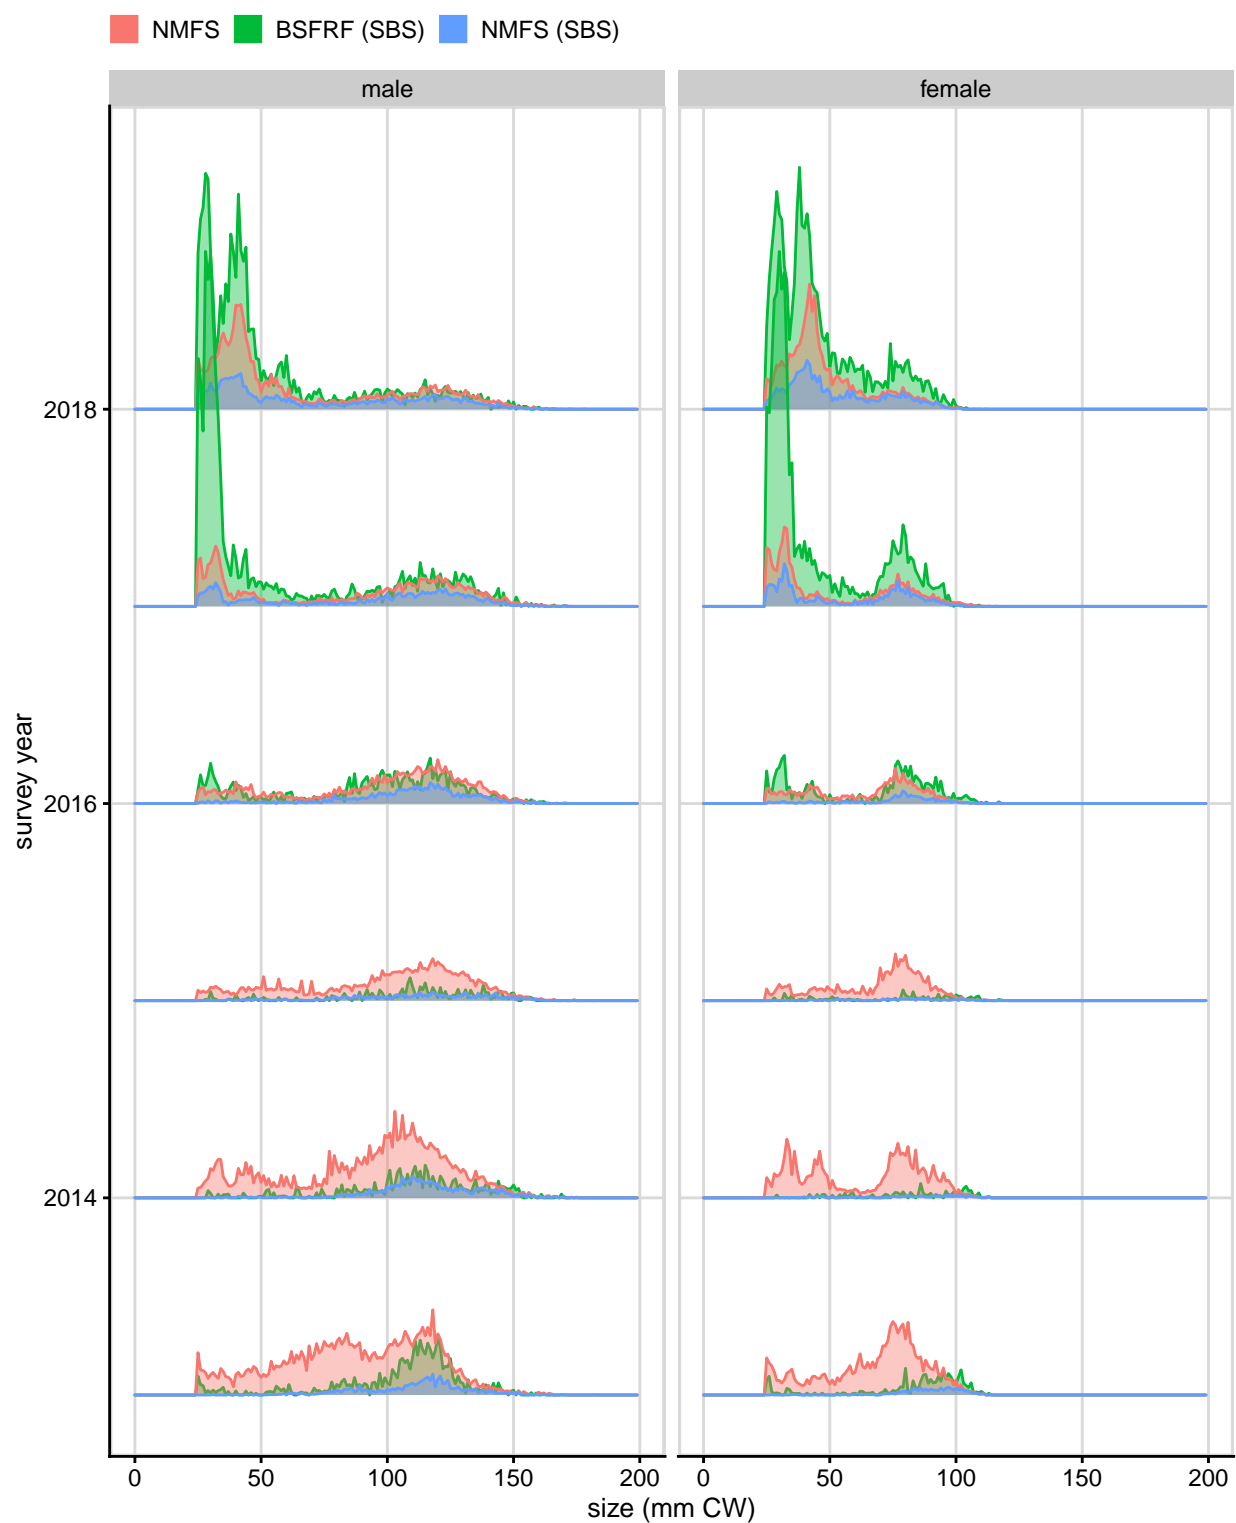 NMFS BSFRF (SBS) NMFS (SBS)
male female
2018
2016
2014
survey year
0 50 100 150 200 0 50 100 150 200
size (mm CW)